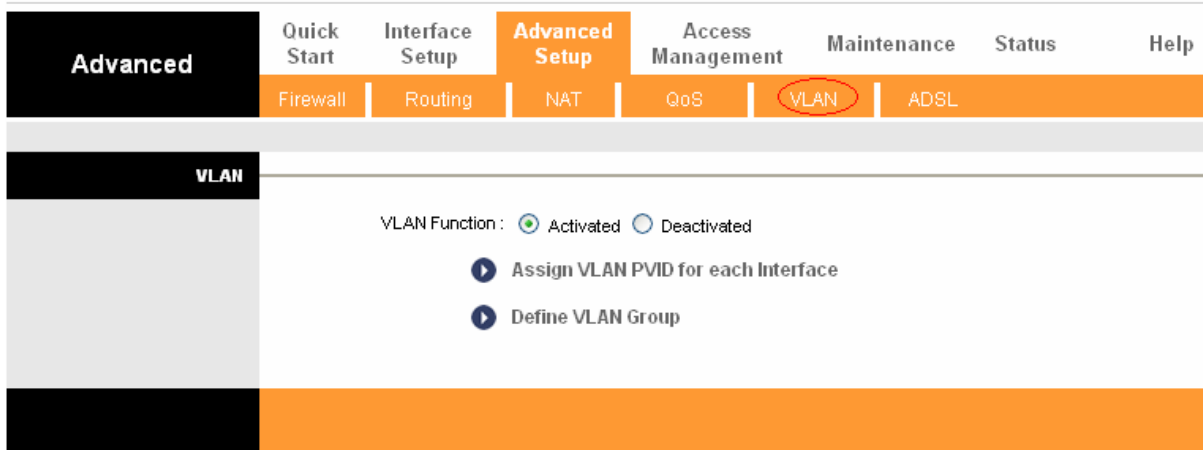 Advanced
Quick Start
Interface Setup
Advanced Setup
Access Management
Maintenance
Status
Help
Firewall
Routing
NAT
QoS
VLAN
ADSL
VLAN
VLAN Function : Activated Deactivated
Assign VLAN PVID for each Interface
Define VLAN Group